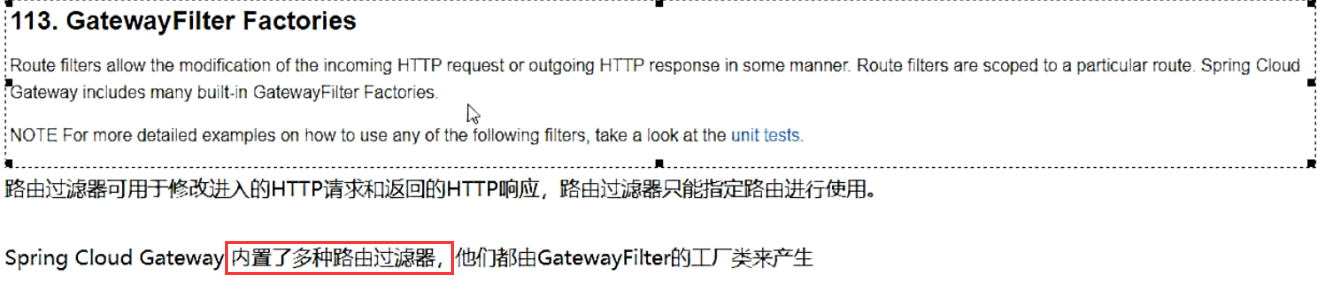 113. GatewayFilter Factories
Route filters allow the modification of the incoming HTTP request or outgoing HTTP response in some manner. Route filters are scoped to a particular route. Spring Cloud
Gateway includes many built-in GatewayFilter Factories.
NOTE For more detailed examples on how to use any of the following filters, take a look at the unit tests.
路由过滤器可用于修改进入的HTTP请求和返回的HTTP响应，路由过滤器只能指定路由进行使用。
Spring Cloud Gateway 内置了多种路由过滤器，他们都由GatewayFilter的工厂类来产生